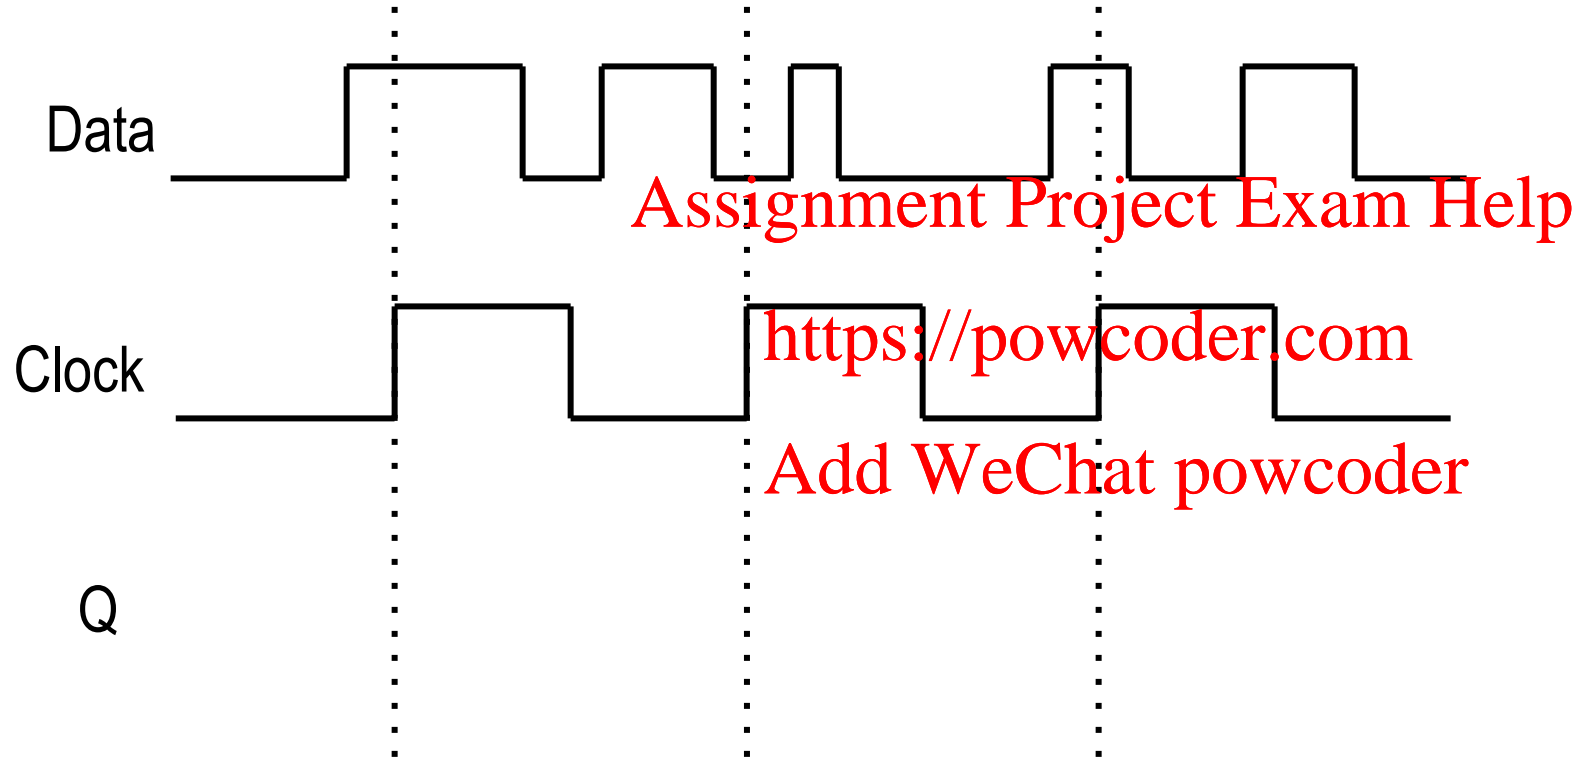 Data
Assignment Project Exam Help
Clock
https://powcoder.com
Add WeChat powcoder
Q